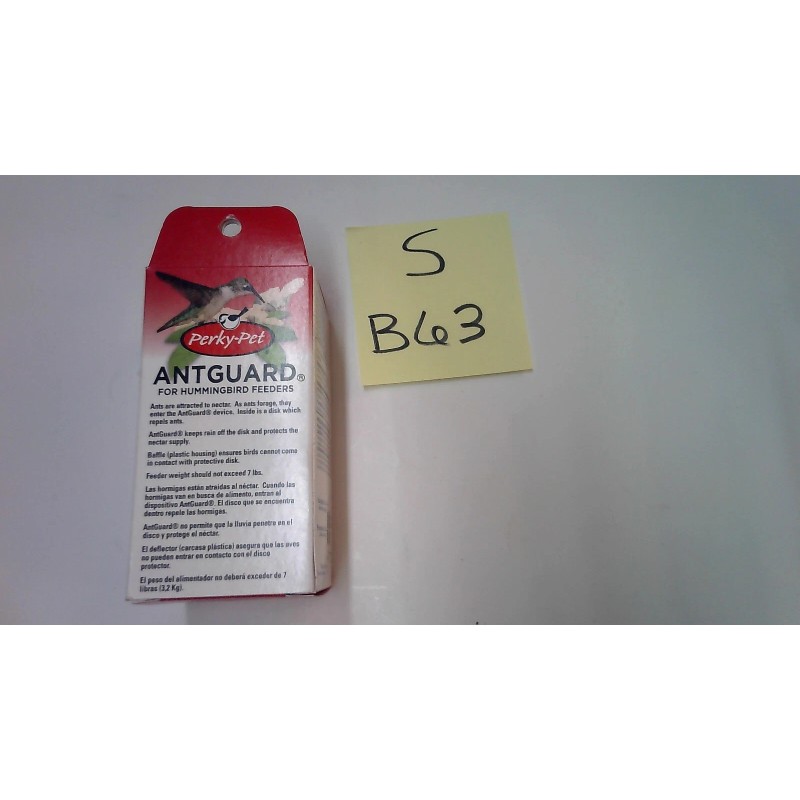 Perky-Pet
ANTGUARD®
FOR HUMMINGBIRD FEEDERS
Ants are attracted to nectar. As ants forage, they
enter the AntGuard® device. Inside is a disk which
repels ants.
AntGuard® keeps rain off the disk and protects the
nectar supply.
Baffle (plastic housing) ensures birds cannot come
in contact with protective disk.
Feeder weight should not exceed 7 lbs.
Las hormigas están atraídas al néctar. Cuando las
hormigas van en busca de alimento, entran al
dispositivo AntGuard®. El disco que se encuentra
dentro repele las hormigas.
AntGuard® no permite que la lluvia penetre en el
disco y protege el néctar.
El deflector (carcasa plástica) asegura que las aves
no pueden entrar en contacto con el disco
protector.
El peso del alimentador no deberá exceder de 7
libras (3,2 Kg).
S
B63